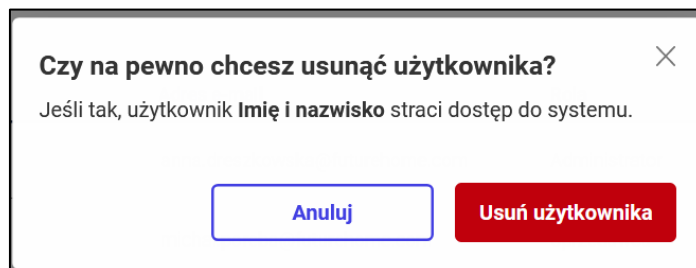 Czy na pewno chcesz usunąć użytkownika?
Jeśli tak, użytkownik Imię i nazwisko straci dostęp do systemu.
Anuluj
Usuń użytkownika